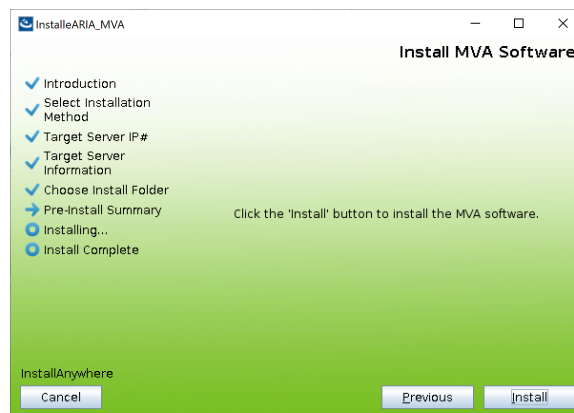 InstalleARIA_MVA
Install MVA Software
Introduction
Select Installation
Method
Target Server IP#
Target Server
Information
Choose Install Folder
Pre-Install Summary
Installing...
Install Complete
Click the 'Install' button to install the MVA software.
InstallAnywhere
Cancel
Previous
Install